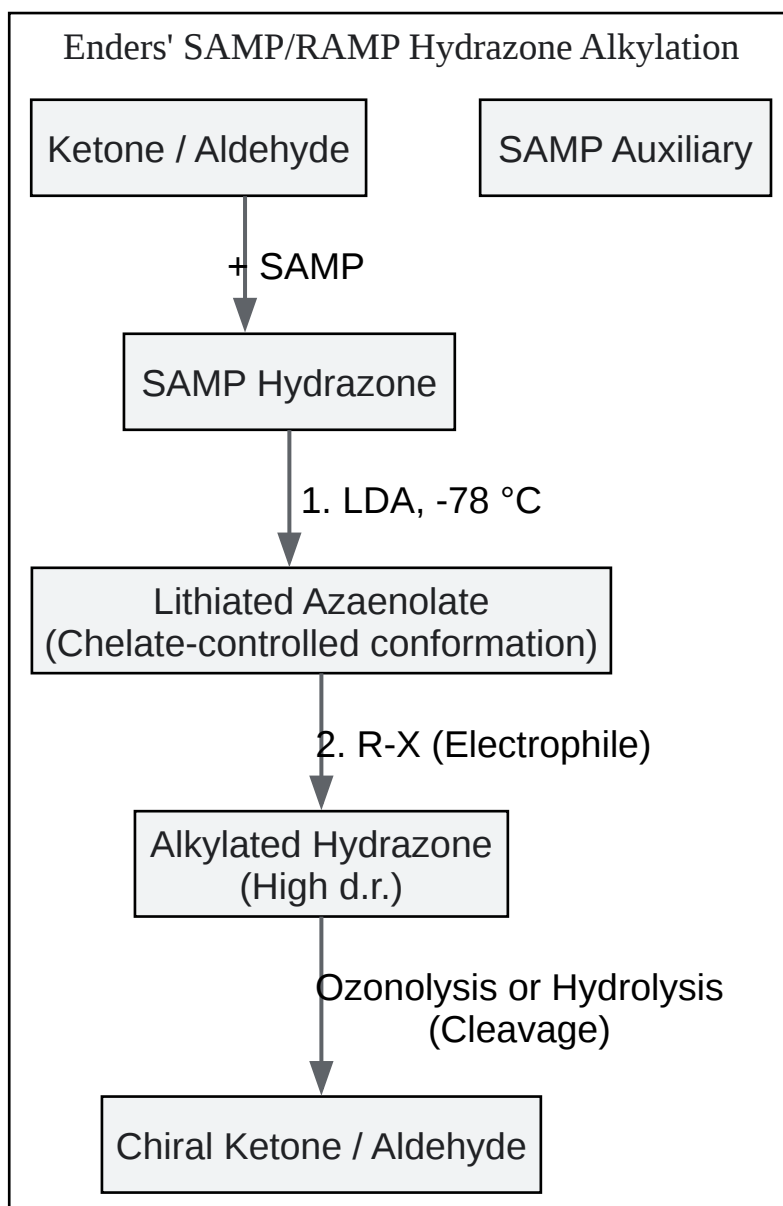 Enders' SAMP/RAMP Hydrazone Alkylation
Ketone / Aldehyde
SAMP Auxiliary
+ SAMP
SAMP Hydrazone
1. LDA, -78 °C
Lithiated Azaenolate
(Chelate-controlled conformation)
2. R-X (Electrophile)
Alkylated Hydrazone
(High d.r.)
Ozonolysis or Hydrolysis
(Cleavage)
Chiral Ketone / Aldehyde